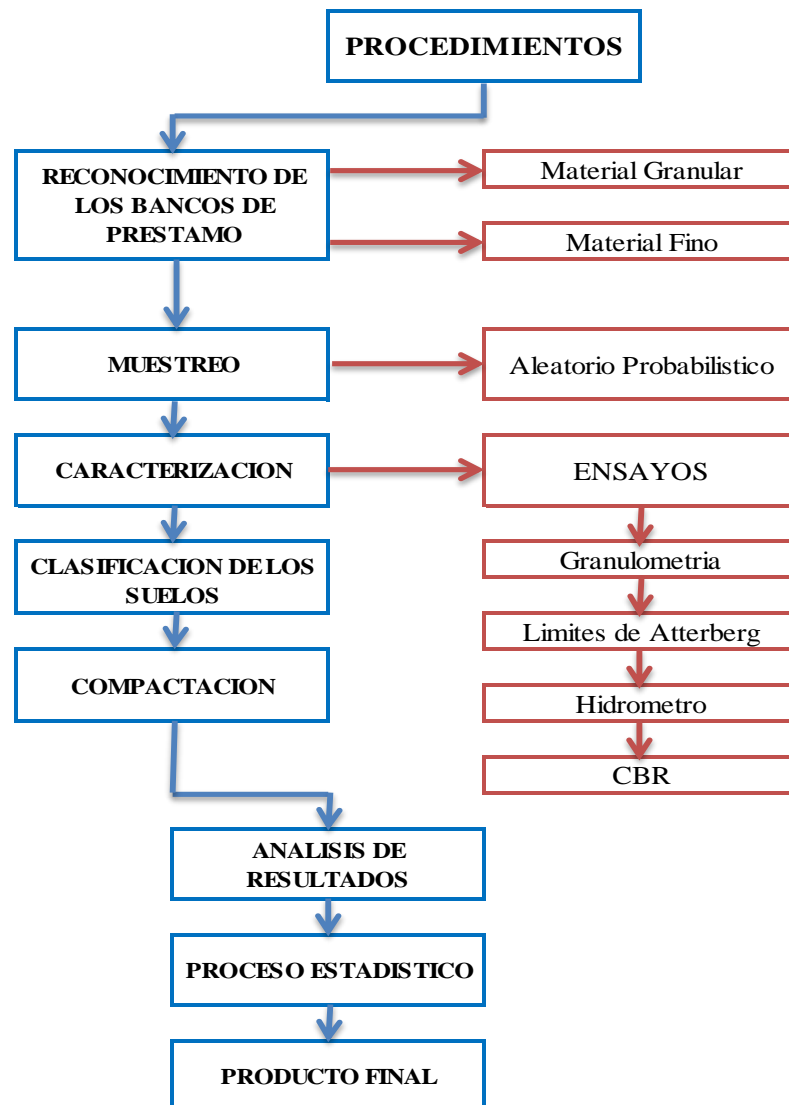 PROCEDIMIENTOS
RECONOCIMIENTO DE
LOS BANCOS DE
PRESTAMO
Material Granular
Material Fino
MUESTREO
Aleatorio Probabilistico
CARACTERIZACION
ENSAYOS
CLASIFICACION DE LOS
SUELOS
Granulometria
Limites de Atterberg
COMPACTACION
Hidrometro
CBR
ANALISIS DE
RESULTADOS
PROCESO ESTADISTICO
PRODUCTO FINAL